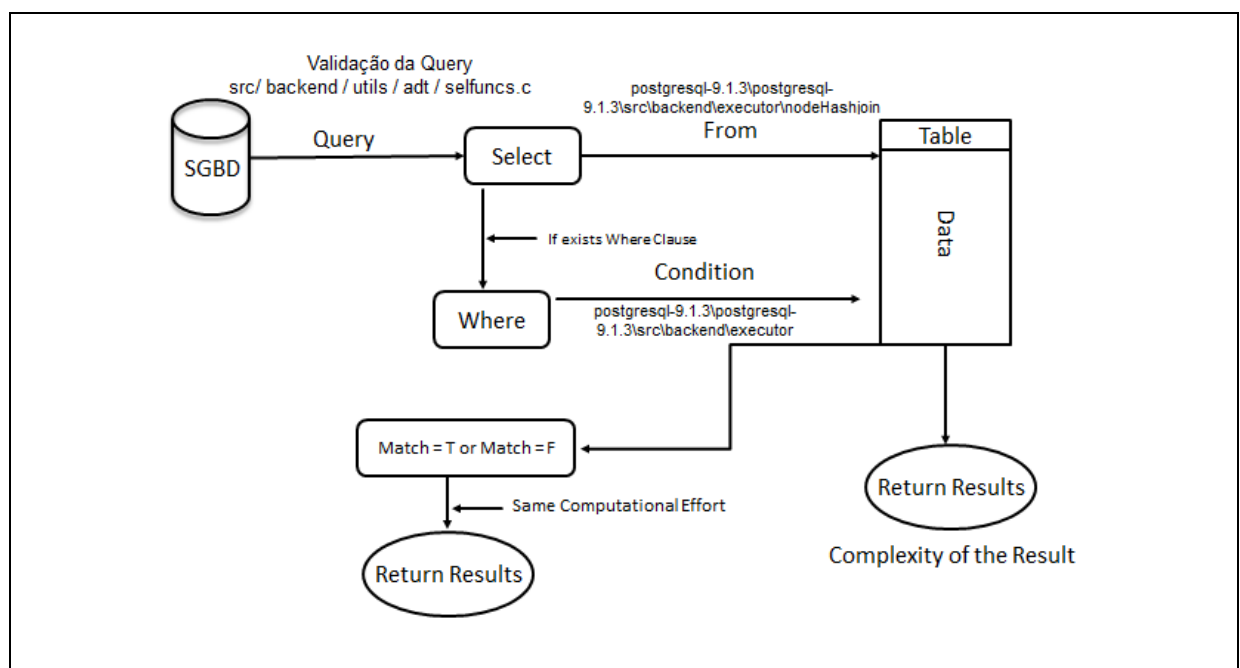 Validação da Query
src/ backend / utils / adt / selfuncs.c
postgresql-9.1.3\postgresql-
9.1.3\src\backend\executor\nodeHashjoin
From
Query
SGBD
Select
Table
Data
If exists Where Clause
Condition
Where
postgresql-9.1.3\postgresql-
9.1.3\src\backend\executor
Match = T or Match = F
Same Computational Effort
Return Results
Return Results
Complexity of the Result